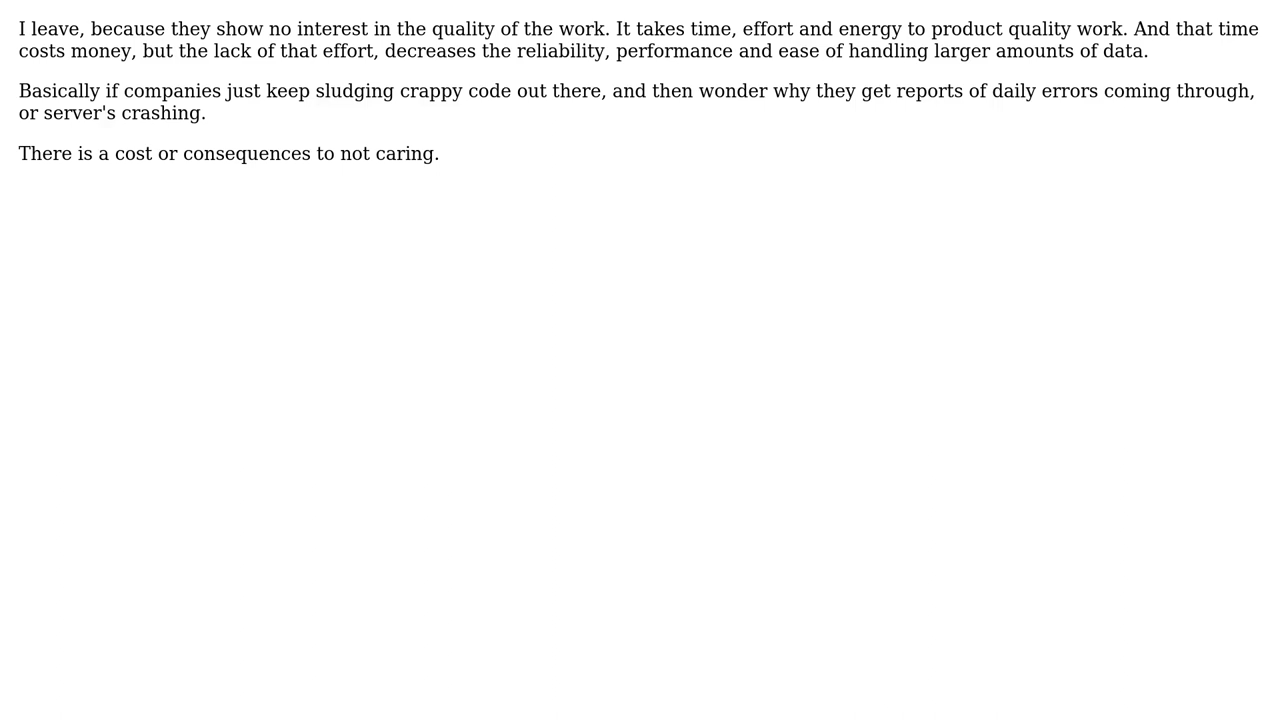 I leave, because they show no interest in the quality of the work. It takes time, effort and energy to product quality work. And that time
costs money, but the lack of that effort, decreases the reliability, performance and ease of handling larger amounts of data.
Basically if companies just keep sludging crappy code out there, and then wonder why they get reports of daily errors coming through,
or server's crashing.
There is a cost or consequences to not caring.